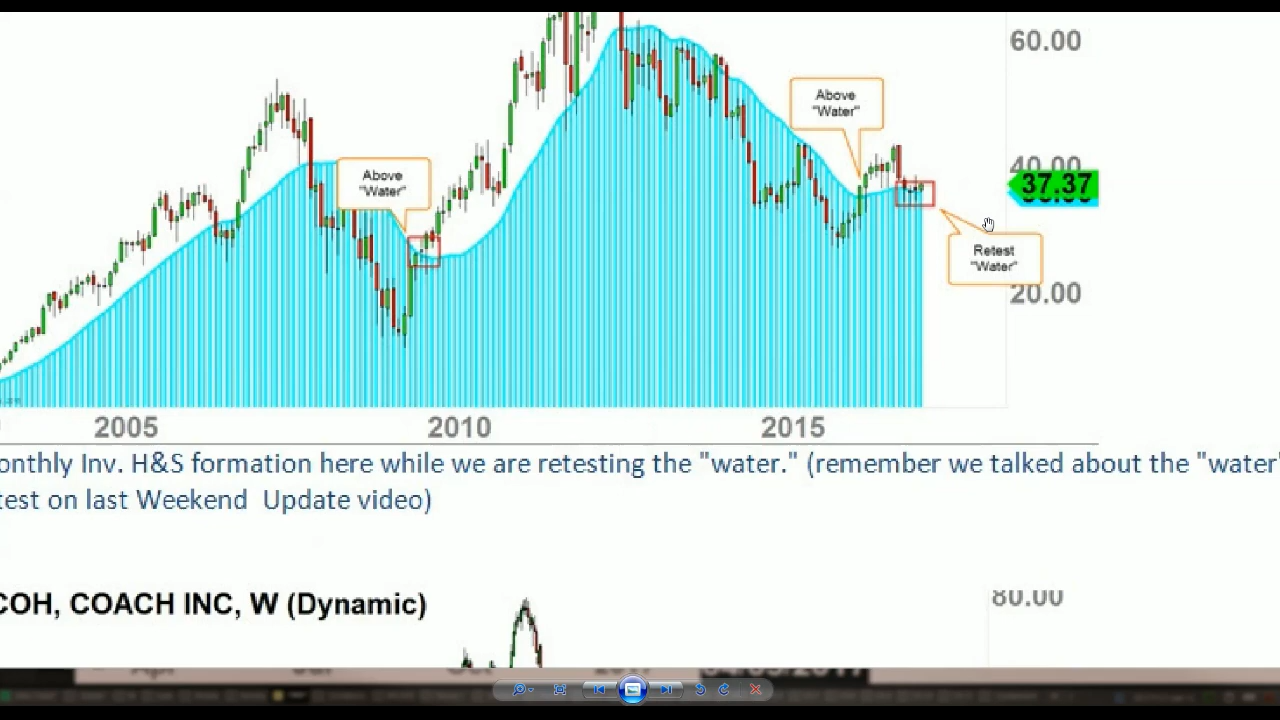 60.00
Above
"Water"
Above
"Water"
40.00
37.37
Retest
"Water"
20.00
2005
2010
2015
onthly Inv. H&S formation here while we are retesting the "water." (remember we talked about the "water"
test on last Weekend Update video)
COH, COACH INC, W (Dynamic)
80.00